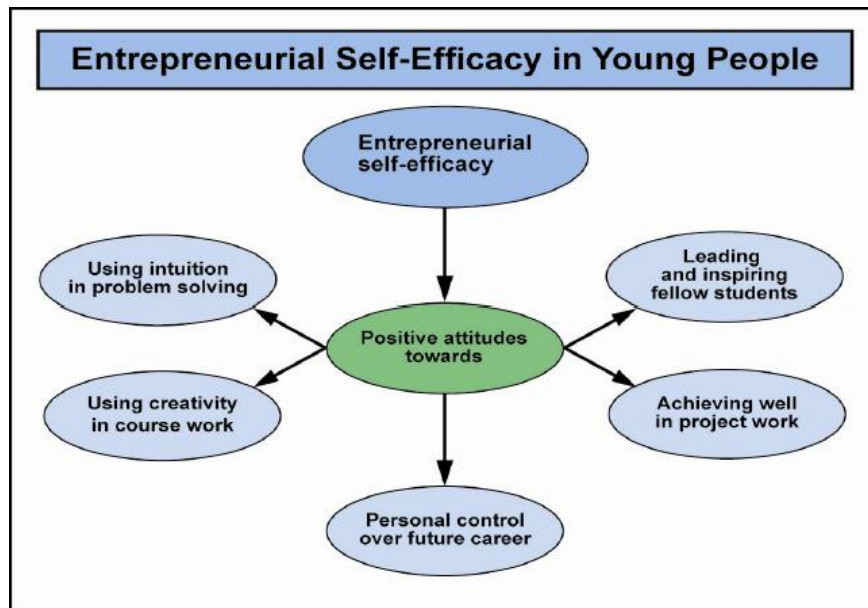 Entrepreneurial Self-Efficacy in Young People
Entrepreneurial
self-efficacy
Using intuition
in problem solving
Leading
and inspiring
fellow students
Positive attitudes
towards
Using creativity
in course work
Achieving well
in project work
Personal control
over future career